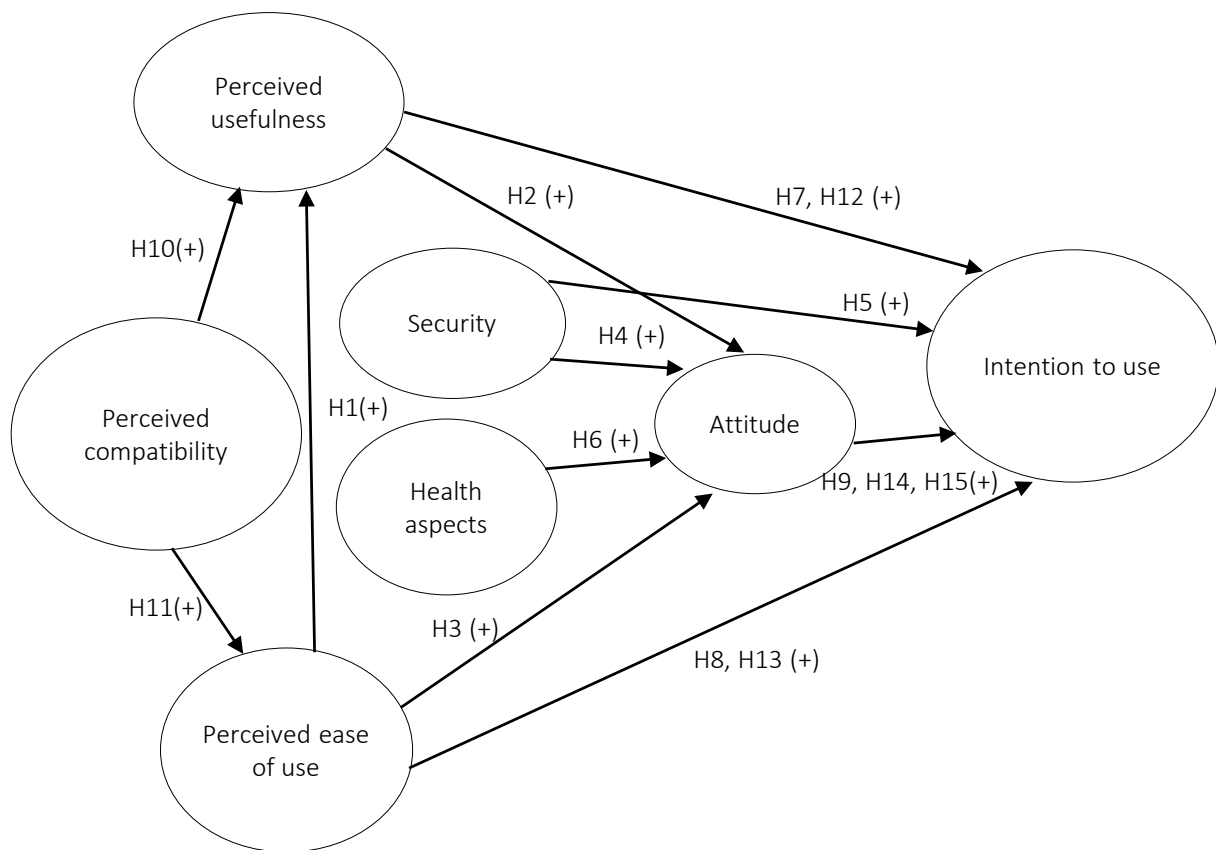 Perceived
usefulness
H2 (+)
H7, H12 (+)
H10(+)
Security
H5 (+)
H4 (+)
Intention to use
Perceived
compatibility
H1(+)
Attitude
H6 (+)
Health
aspects
H9, H14, H15(+)
H11(+)
H3 (+)
H8, H13 (+)
Perceived ease
of use